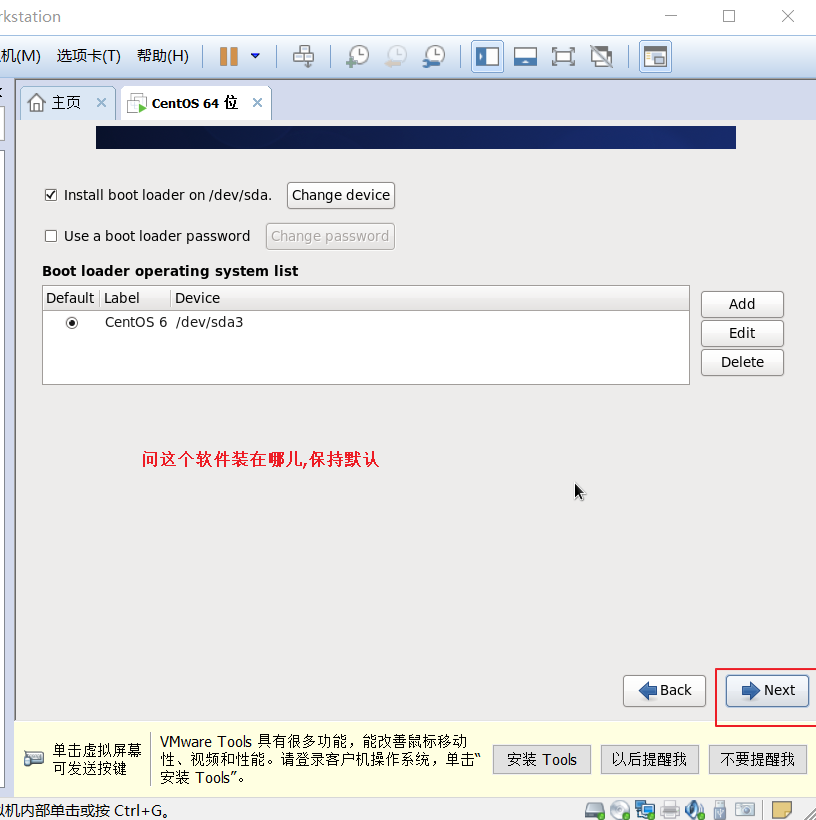 rkstation
机(M) 选项卡(T) 帮助(H)
主页
CentOS 64 位
Install boot loader on /dev/sda.
Change device
Use a boot loader password
Change password
Boot loader operating system list
Default Label Device
CentOS 6 /dev/sda3
Add
Edit
Delete
问这个软件装在哪儿,保持默认
Back
Next
单击虚拟屏幕
可发送按键
VMware Tools 具有很多功能，能改善鼠标移动
性、视频和性能。请登录客户机操作系统，单击“
安装 Tools”。
安装 Tools
以后提醒我
不要提醒我
机内部单击或按 Ctrl+G。